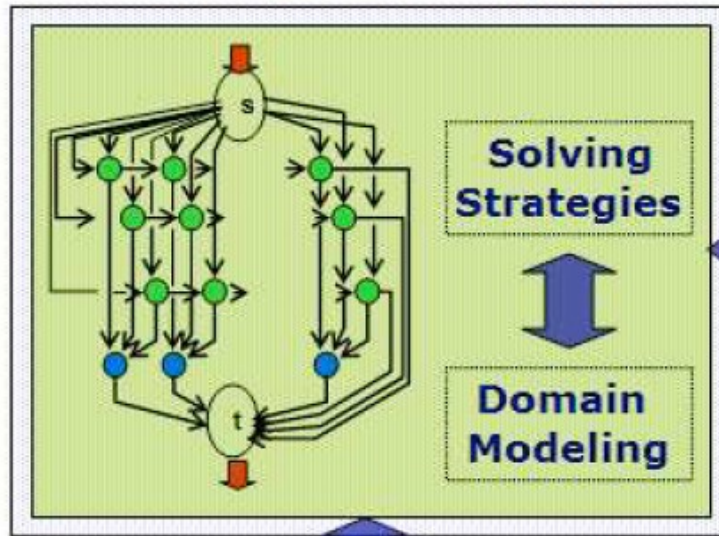 s
Solving
Strategies
Domain
Modeling
t